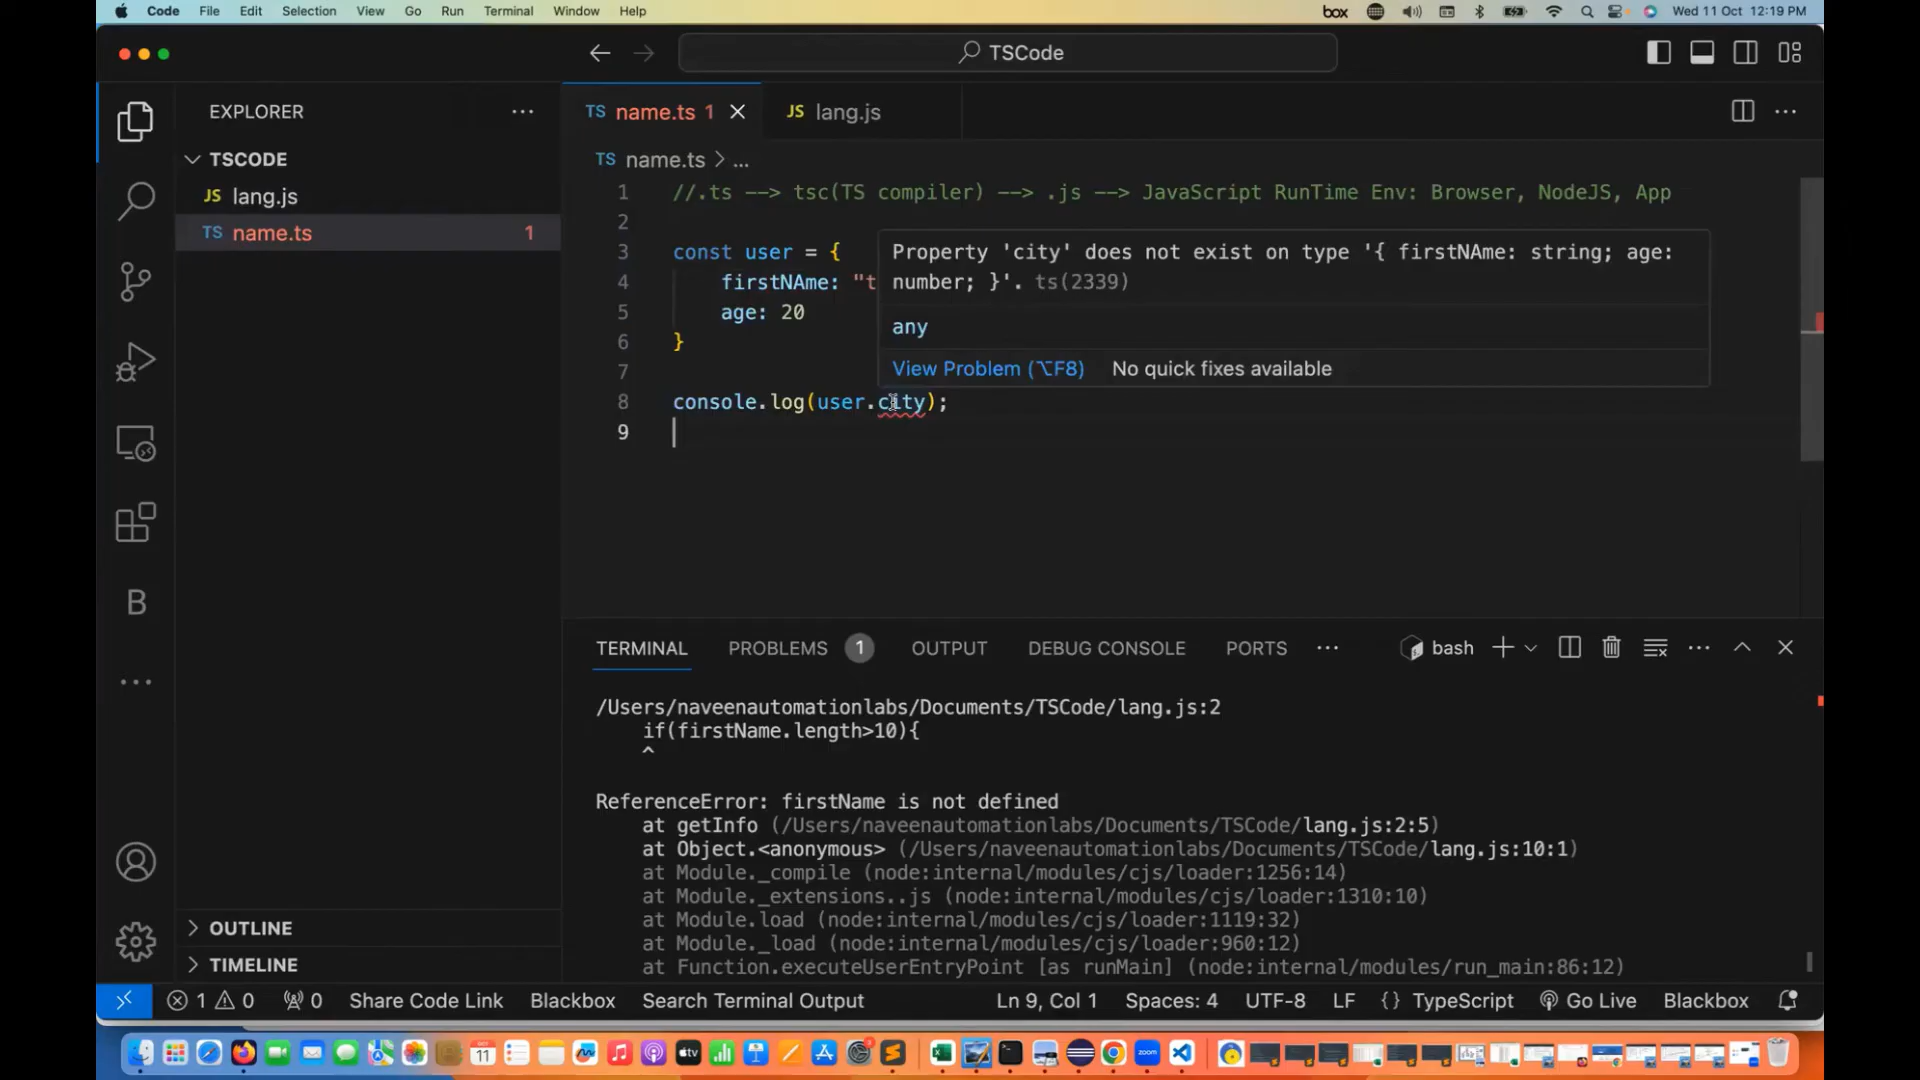 Code File Edit Selection View Go Run Terminal Window Help box Wed 11 Oct 12:19 PM
TSCode
EXPLORER
TS name.ts 1
JS lang.js
TSCODE
TS name.ts > ...
JS lang.js
TS name.ts 1
1 //.ts --> tsc(TS compiler) --> .js --> JavaScript RunTime Env: Browser, NodeJS, App
2
3 const user = {
4 firstNAme: "t
5 age: 20
6 }
7
8 console.log(user.city);
9
Property 'city' does not exist on type '{ firstNAme: string; age:
number; }'. ts(2339)
any
View Problem (⌥F8) No quick fixes available
B
TERMINAL PROBLEMS 1 OUTPUT DEBUG CONSOLE PORTS bash
/Users/naveenautomationlabs/Documents/TSCode/lang.js:2
if(firstName.length>10){
^
ReferenceError: firstName is not defined
at getInfo (/Users/naveenautomationlabs/Documents/TSCode/lang.js:2:5)
at Object.<anonymous> (/Users/naveenautomationlabs/Documents/TSCode/lang.js:10:1)
at Module._compile (node:internal/modules/cjs/loader:1256:14)
at Module._extensions..js (node:internal/modules/cjs/loader:1310:10)
at Module.load (node:internal/modules/cjs/loader:1119:32)
at Module._load (node:internal/modules/cjs/loader:960:12)
at Function.executeUserEntryPoint [as runMain] (node:internal/modules/run_main:86:12)
OUTLINE
TIMELINE
1 0 0 Share Code Link Blackbox Search Terminal Output Ln 9, Col 1 Spaces: 4 UTF-8 LF {} TypeScript Go Live Blackbox
11 tv zoom